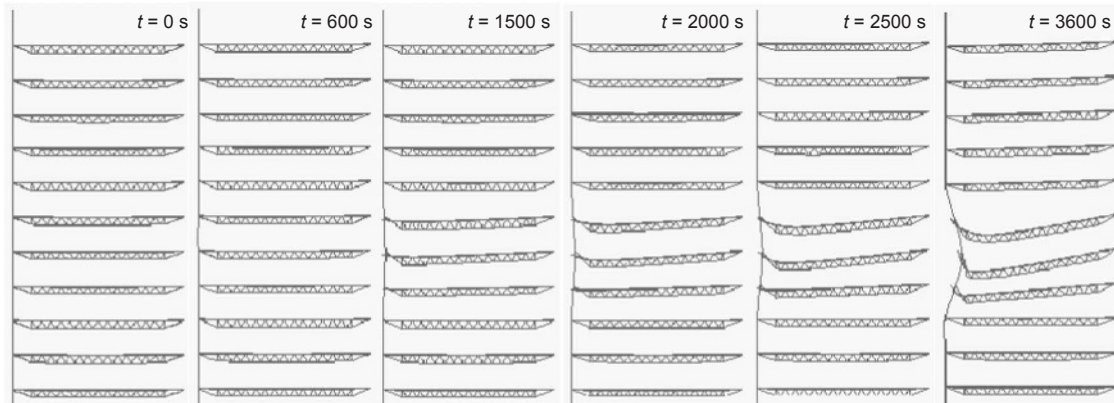 t = 0 s
t = 600 s
t = 1500 s
t = 2000 s
t = 2500 s
t = 3600 s